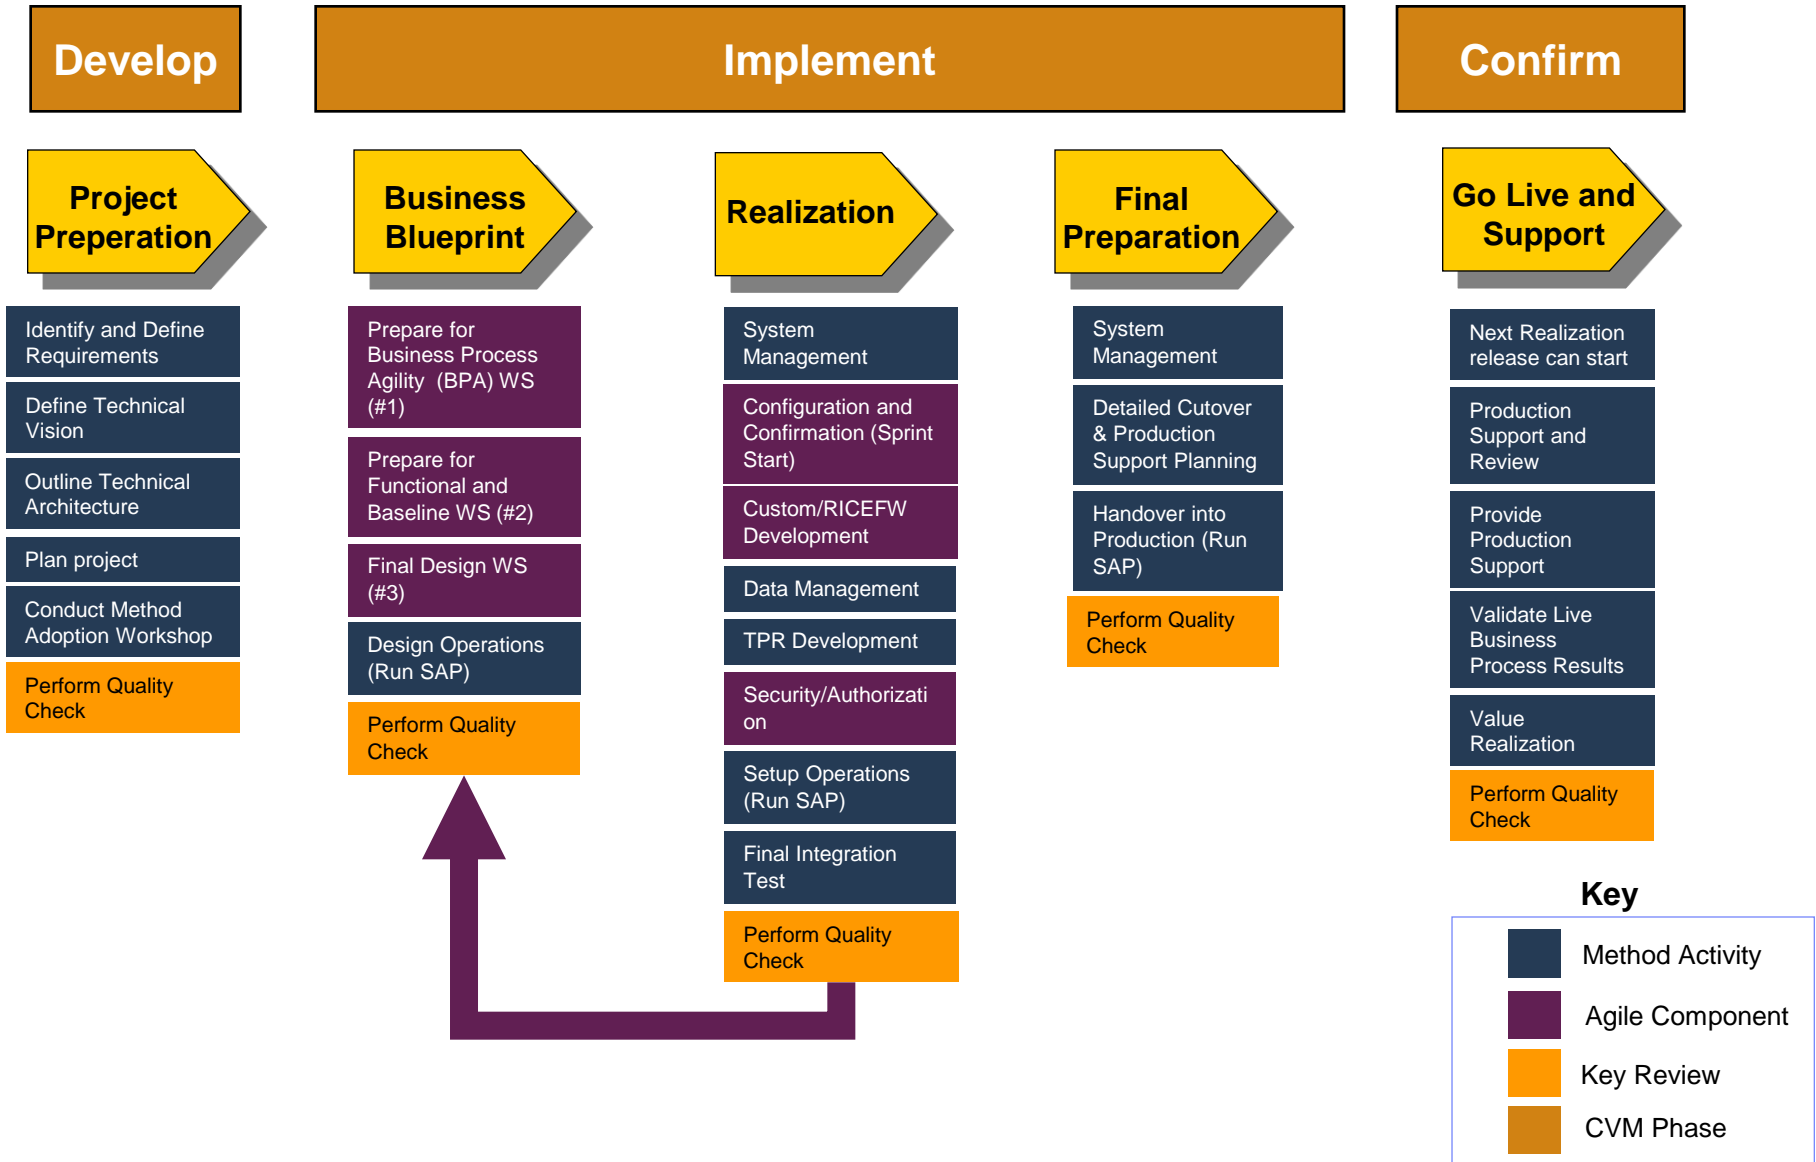 Develop
Implement
Confirm
Project
Preperation
Business
Blueprint
Realization
Final
Preparation
Go Live and
Support
Identify and Define
Requirements
Define Technical
Vision
Outline Technical
Architecture
Plan project
Conduct Method
Adoption Workshop
Perform Quality
Check
Prepare for
Business Process
Agility (BPA) WS
(#1)
Prepare for
Functional and
Baseline WS (#2)
Final Design WS
(#3)
Design Operations
(Run SAP)
Perform Quality
Check
System
Management
Configuration and
Confirmation (Sprint
Start)
Custom/RICEFW
Development
Data Management
TPR Development
Security/Authorizati
on
Setup Operations
(Run SAP)
Final Integration
Test
Perform Quality
Check
System
Management
Detailed Cutover
& Production
Support Planning
Handover into
Production (Run
SAP)
Perform Quality
Check
Next Realization
release can start
Production
Support and
Review
Provide
Production
Support
Validate Live
Business
Process Results
Value
Realization
Perform Quality
Check
Key
Method Activity
Agile Component
Key Review
CVM Phase